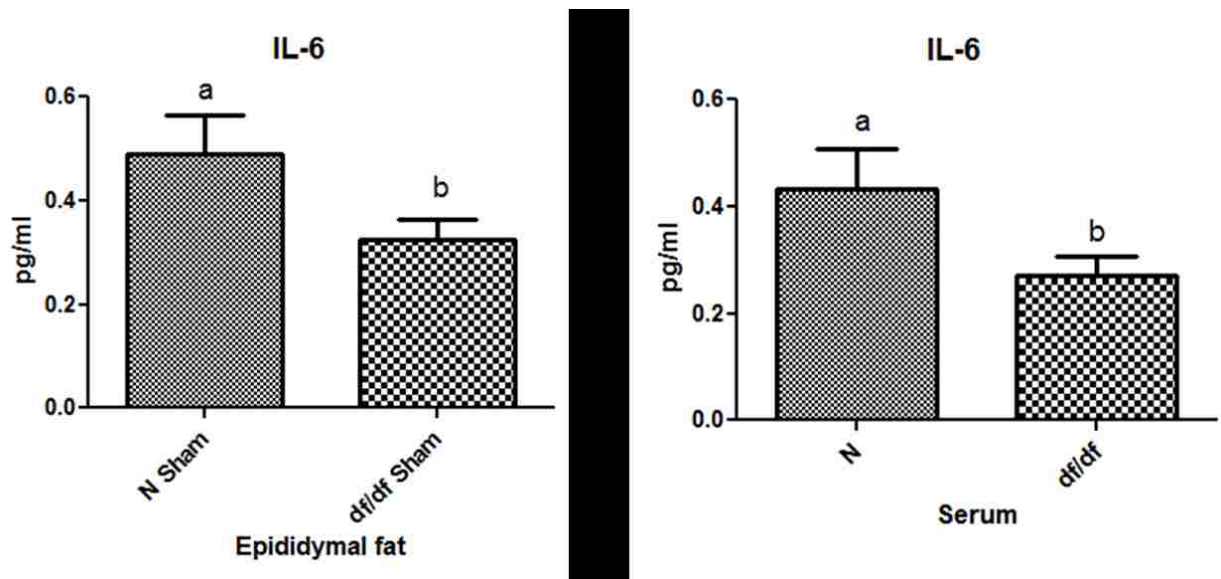 IL-6
a
b
0.6
0.4
0.2
0.0
pg/ml
N Sham
df/df Sham
Epididymal fat
IL-6
a
b
0.6
0.4
0.2
0.0
pg/ml
N
df/df
Serum